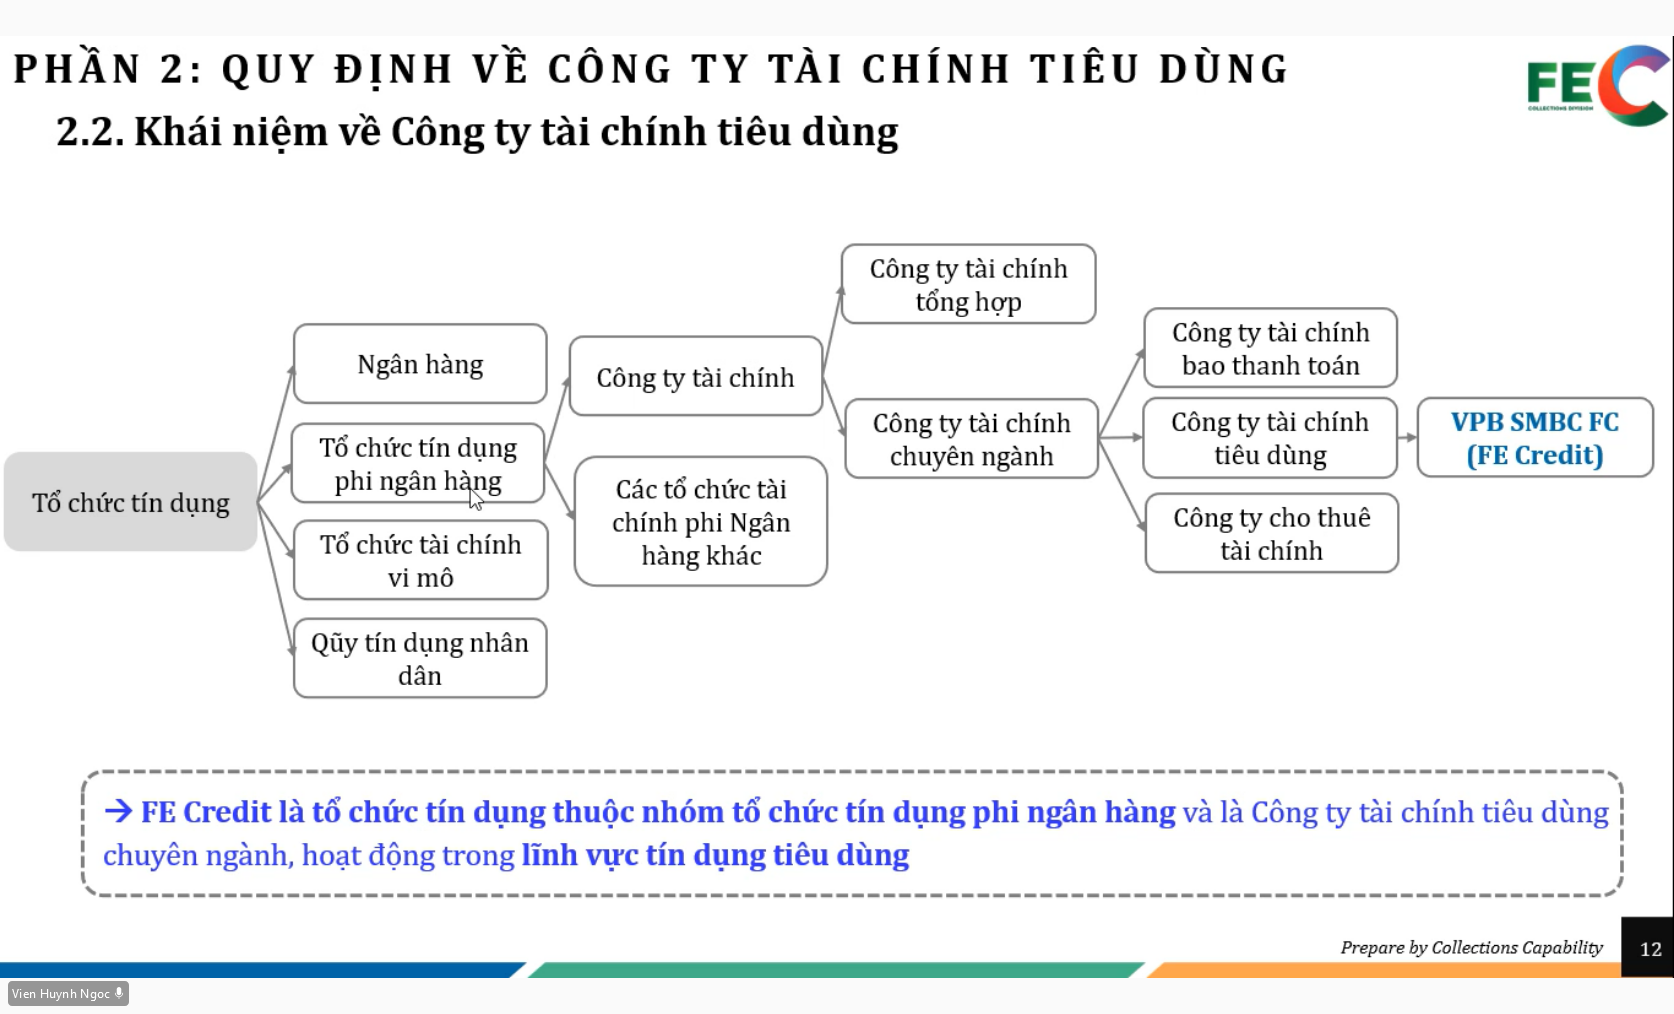 PHẦN 2: QUY ĐỊNH VỀ CÔNG TY TÀI CHÍNH TIÊU DÙNG
2.2. Khái niệm về Công ty tài chính tiêu dùng
FEC
COLLECTIONS DIVISION
Tổ chức tín dụng
Ngân hàng
Tổ chức tín dụng
phi ngân hàng
Tổ chức tài chính
vi mô
Qũy tín dụng nhân
dân
Công ty tài chính
Các tổ chức tài
chính phi Ngân
hàng khác
Công ty tài chính
tổng hợp
Công ty tài chính
chuyên ngành
Công ty tài chính
bao thanh toán
Công ty tài chính
tiêu dùng
Công ty cho thuê
tài chính
VPB SMBC FC
(FE Credit)
→ FE Credit là tổ chức tín dụng thuộc nhóm tổ chức tín dụng phi ngân hàng và là Công ty tài chính tiêu dùng
chuyên ngành, hoạt động trong lĩnh vực tín dụng tiêu dùng
Prepare by Collections Capability
12
Vien Huynh Ngoc